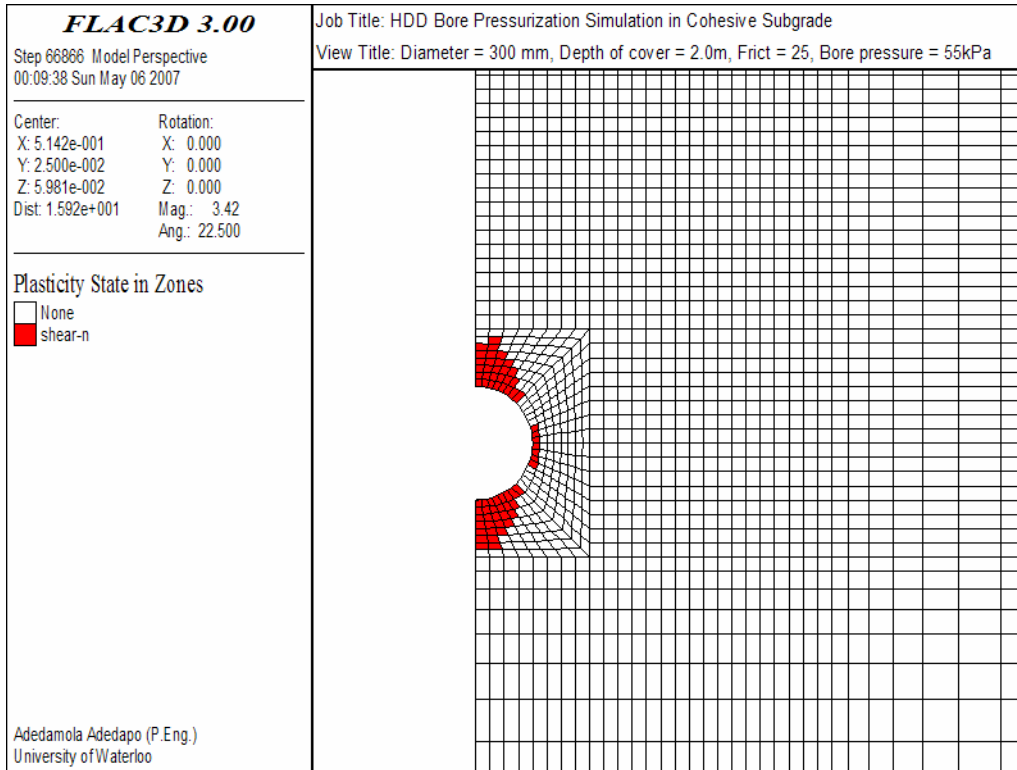 FLAC3D 3.00
Step 66866 Model Perspective
00:09:38 Sun May 06 2007
Center: Rotation:
X: 5.142e-001 X: 0.000
Y: 2.500e-002 Y: 0.000
Z: 5.981e-002 Z: 0.000
Dist: 1.592e+001 Mag.: 3.42
Ang.: 22.500
Plasticity State in Zones
None
shear-n
Adedamola Adedapo (P.Eng.)
University of Waterloo
Job Title: HDD Bore Pressurization Simulation in Cohesive Subgrade
View Title: Diameter = 300 mm, Depth of cover = 2.0m, Frict = 25, Bore pressure = 55kPa